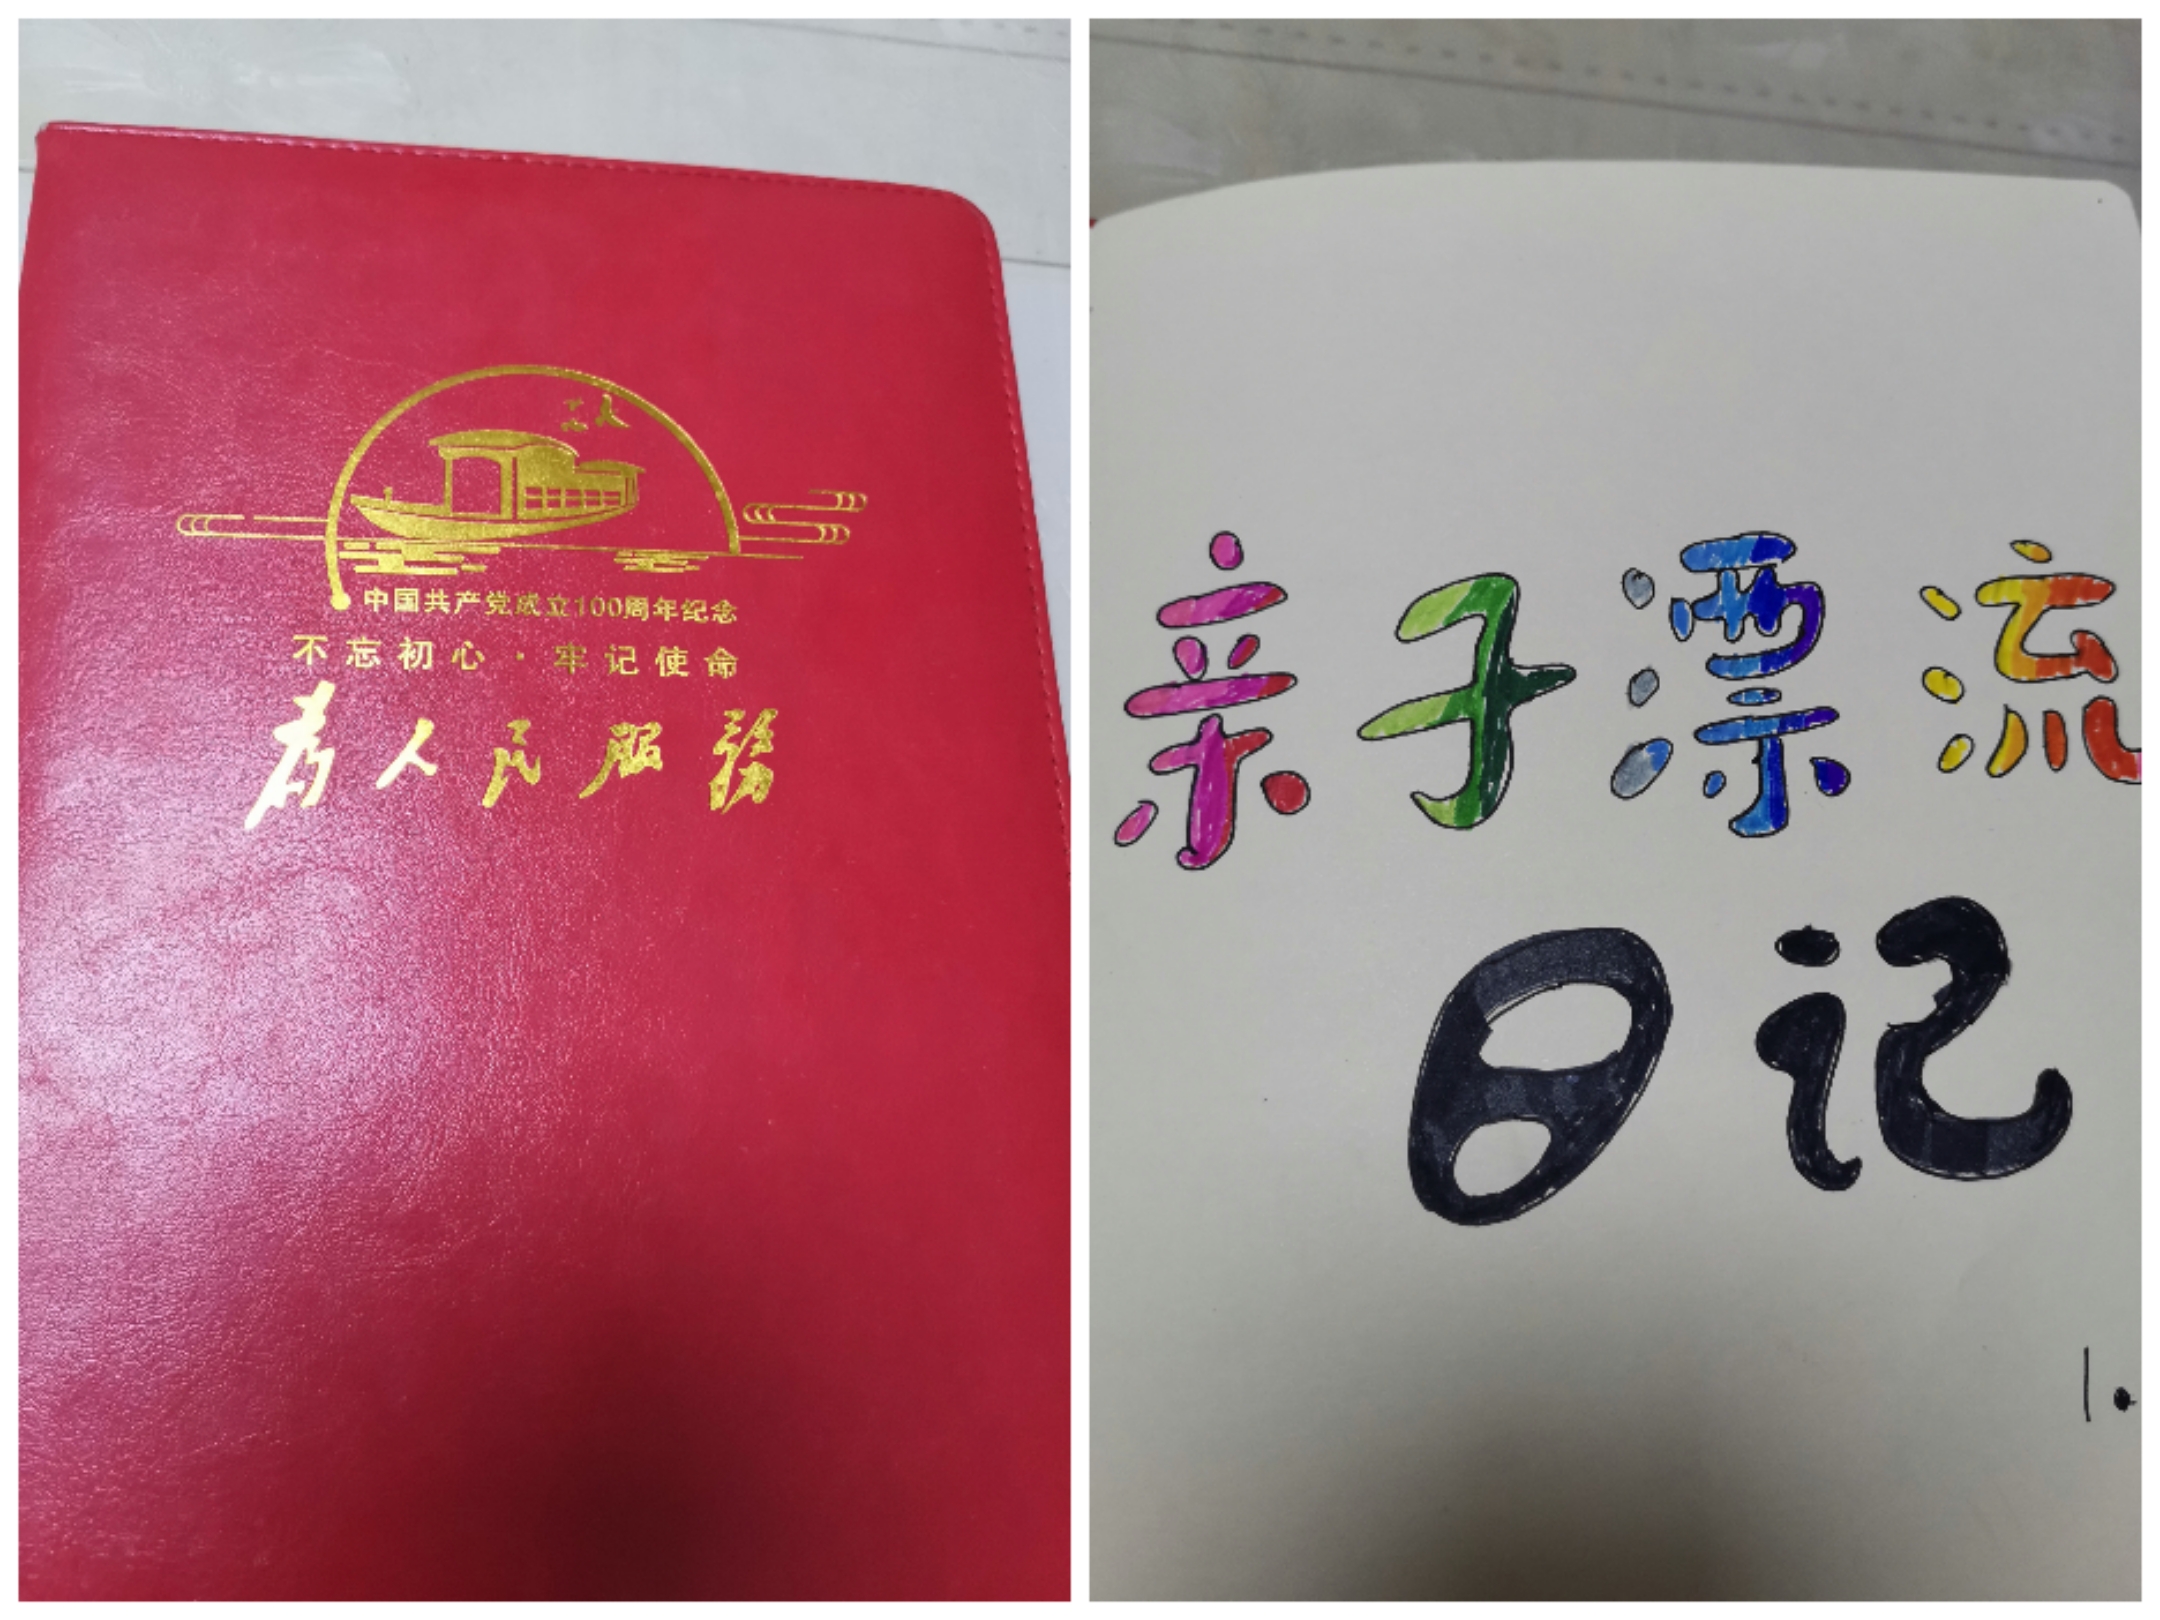 中国共产党成立100周年纪念
不忘初心·牢记使命
为人民服务
亲子漂流
日记
1.